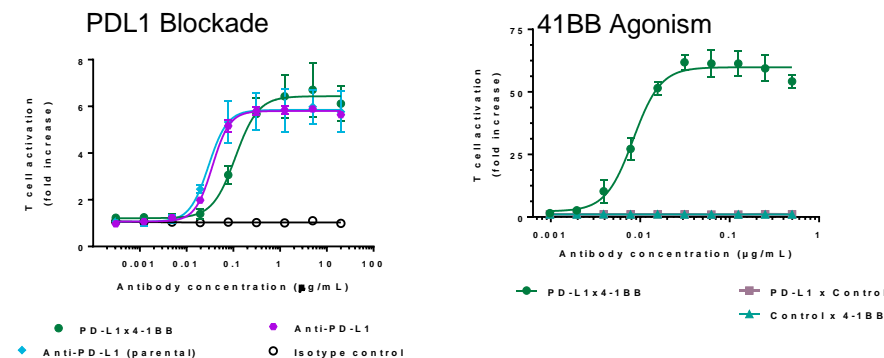 PDL1 Blockade
8
6
4
2
0
0.001 0.01 0.1 1 10 100
T cell activation
(fold increase)
Antibody concentration (µg/mL)
PD-L1x4-1BB
Anti-PD-L1
Anti-PD-L1 (parental)
Isotype control
41BB Agonism
75
50
25
0
0.001 0.01 0.1 1
T cell activation
(fold increase)
Antibody concentration (µg/mL)
PD-L1x4-1BB
PD-L1 x Control
Control x 4-1BB